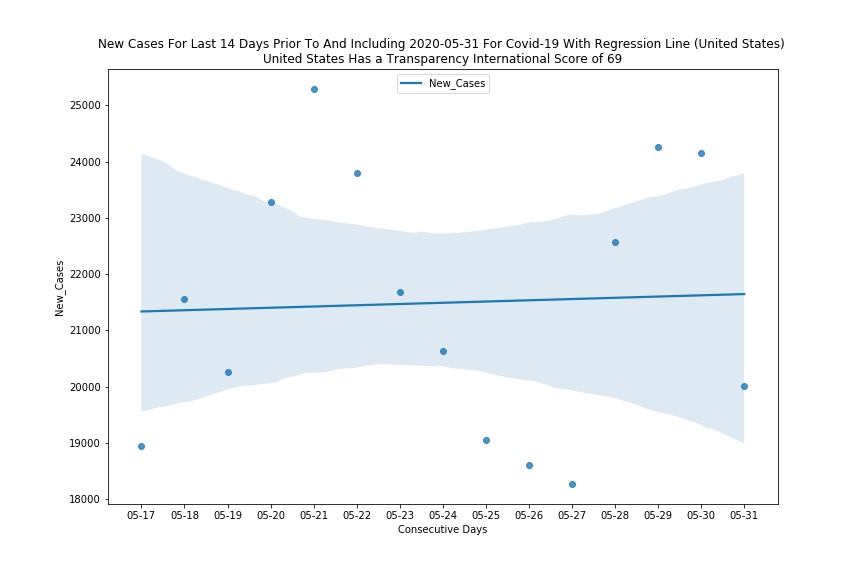 New Cases For Last 14 Days Prior To And Including 2020-05-31 For Covid-19 With Regression Line (United States)
United States Has a Transparency International Score of 69
New_Cases
25000
24000
23000
22000
21000
20000
19000
18000
New_Cases
05-17 05-18 05-19 05-20 05-21 05-22 05-23 05-24 05-25 05-26 05-27 05-28 05-29 05-30 05-31
Consecutive Days